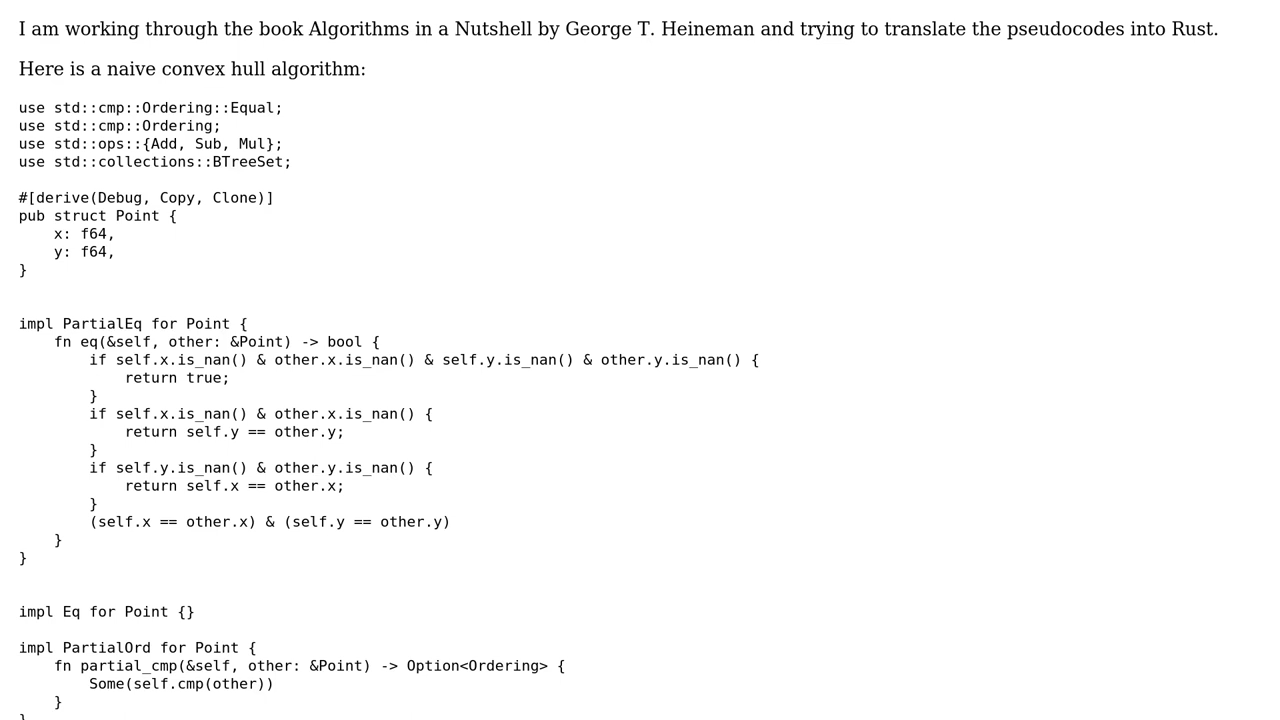 I am working through the book Algorithms in a Nutshell by George T. Heineman and trying to translate the pseudocodes into Rust.
Here is a naive convex hull algorithm:
use std::cmp::Ordering::Equal;
use std::cmp::Ordering;
use std::ops::{Add, Sub, Mul};
use std::collections::BTreeSet;
#[derive(Debug, Copy, Clone)]
pub struct Point {
    x: f64,
    y: f64,
}
impl PartialEq for Point {
    fn eq(&self, other: &Point) -> bool {
        if self.x.is_nan() & other.x.is_nan() & self.y.is_nan() & other.y.is_nan() {
            return true;
        }
        if self.x.is_nan() & other.x.is_nan() {
            return self.y == other.y;
        }
        if self.y.is_nan() & other.y.is_nan() {
            return self.x == other.x;
        }
        (self.x == other.x) & (self.y == other.y)
    }
}
impl Eq for Point {}
impl PartialOrd for Point {
    fn partial_cmp(&self, other: &Point) -> Option<Ordering> {
        Some(self.cmp(other))
    }
}